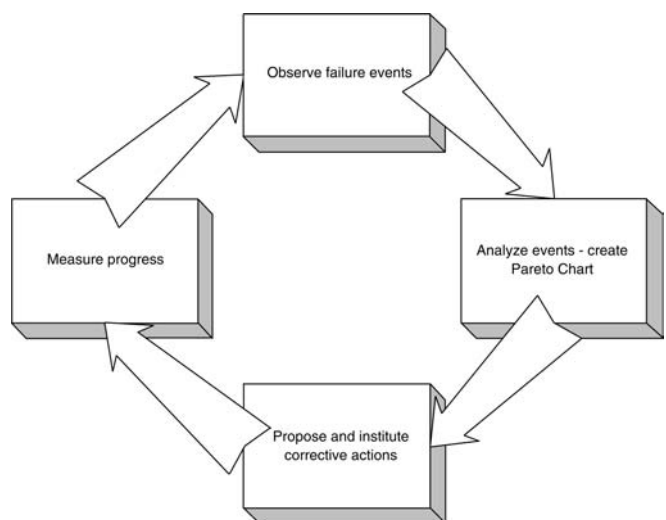 Observe failure events
Measure progress
Analyze events - create
Pareto Chart
Propose and institute
corrective actions